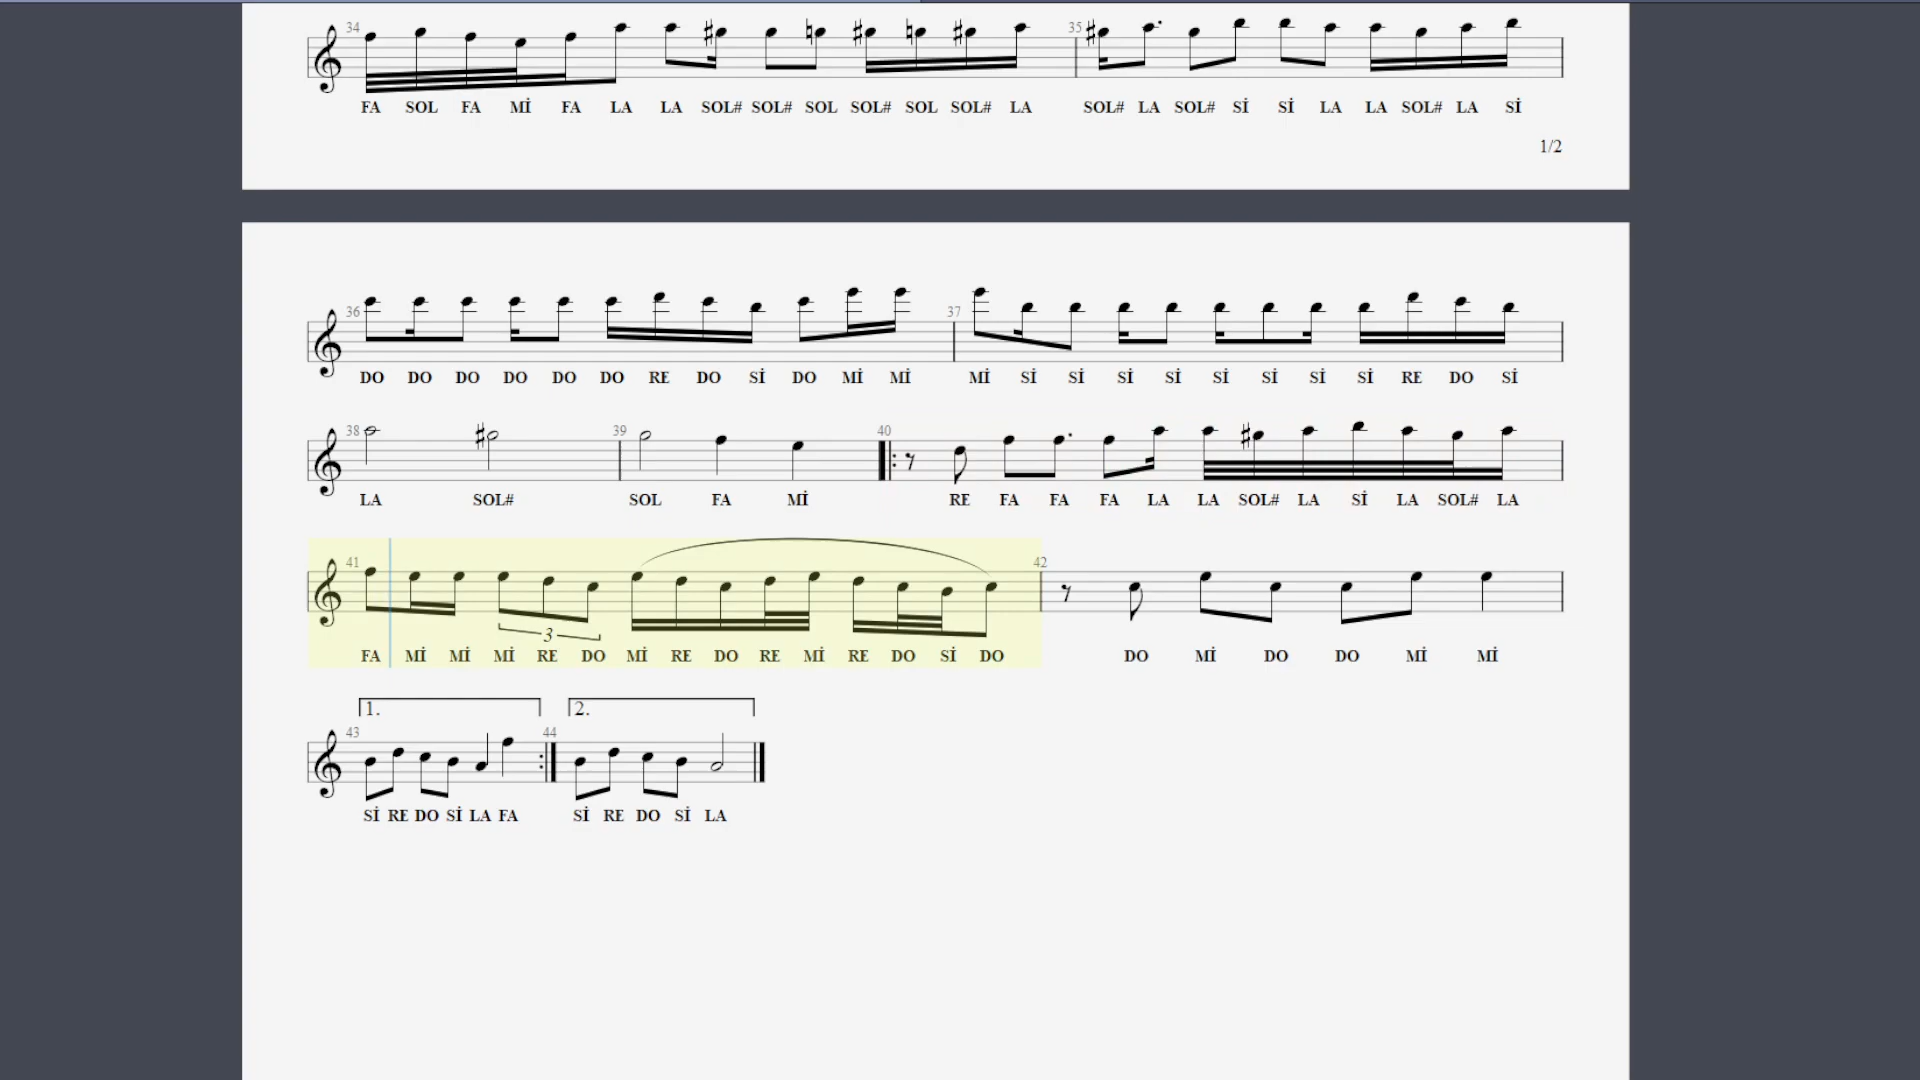 34 35
FA SOL FA Mİ FA LA LA SOL# SOL# SOL SOL# SOL SOL# LA SOL# LA SOL# Sİ Sİ LA LA SOL# LA Sİ
1/2
36 37
DO DO DO DO DO DO RE DO Sİ DO Mİ Mİ Mİ Sİ Sİ Sİ Sİ Sİ Sİ Sİ Sİ RE DO Sİ
38 39 40
LA SOL# SOL FA Mİ RE FA FA FA LA LA SOL# LA Sİ LA SOL# LA
41 42
3
FA Mİ Mİ Mİ RE DO Mİ RE DO RE Mİ RE DO Sİ DO DO Mİ DO DO Mİ Mİ
1. 2.
43 44
Sİ RE DO Sİ LA FA Sİ RE DO Sİ LA